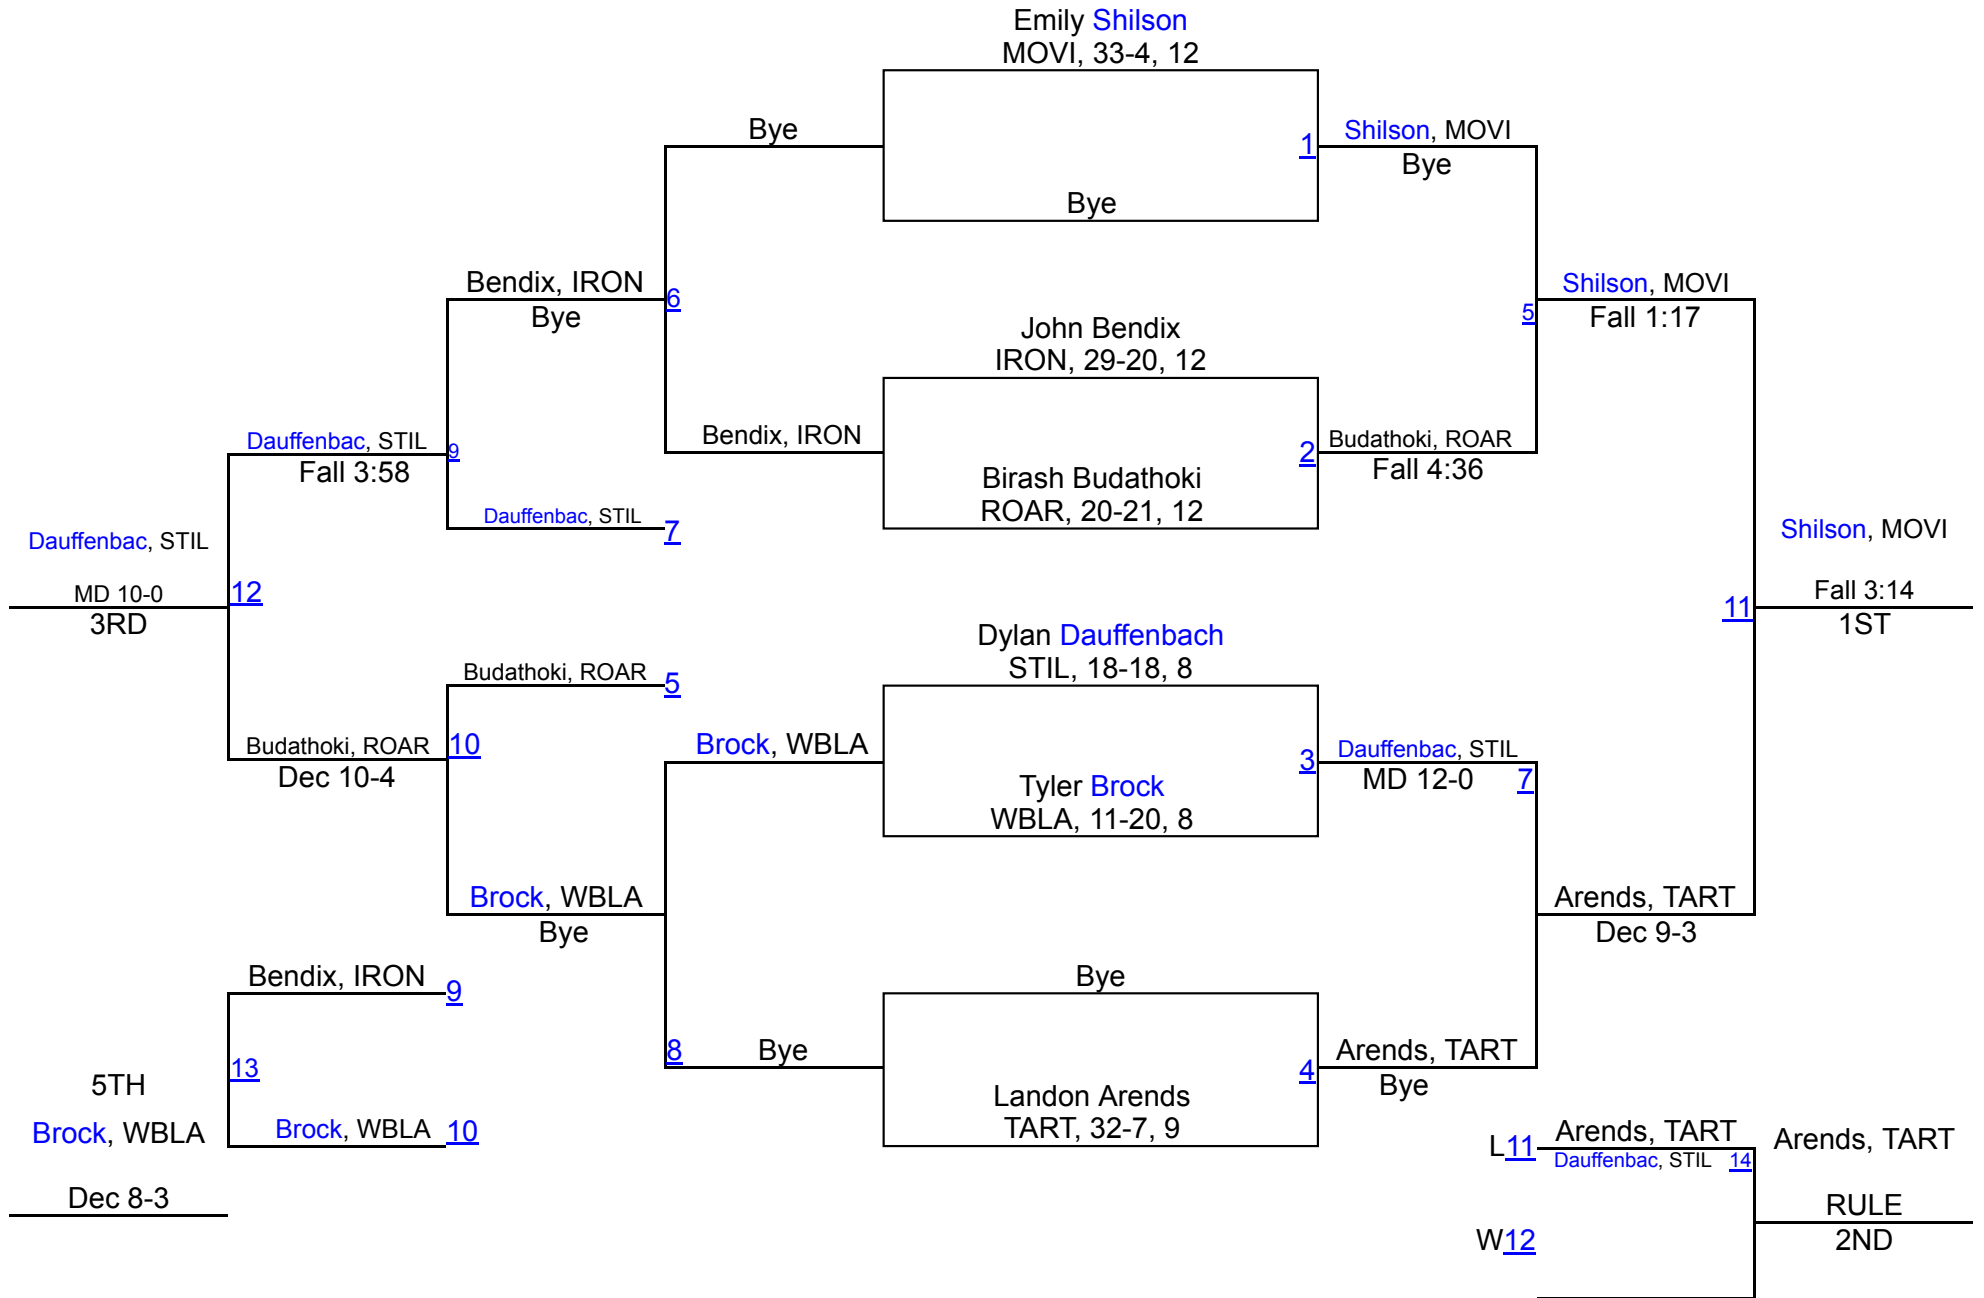 Emily Shilson
MOVI, 33-4, 12
Bye
1
Shilson, MOVI
Bye
Bye
Bendix, IRON
Bye
6
Shilson, MOVI
5
Fall 1:17
John Bendix
IRON, 29-20, 12
Dauffenbac, STIL
9
Fall 3:58
Bendix, IRON
2
Budathoki, ROAR
Fall 4:36
Birash Budathoki
ROAR, 20-21, 12
Dauffenbac, STIL
7
Dauffenbac, STIL
MD 10-0
12
3RD
Shilson, MOVI
Fall 3:14
11
1ST
Dylan Dauffenbach
STIL, 18-18, 8
Budathoki, ROAR
5
Budathoki, ROAR
10
Dec 10-4
Brock, WBLA
3
Dauffenbac, STIL
MD 12-0
7
Tyler Brock
WBLA, 11-20, 8
Brock, WBLA
Bye
Arends, TART
Dec 9-3
Bendix, IRON
9
Bye
8
Bye
4
Arends, TART
Bye
13
5TH
Landon Arends
TART, 32-7, 9
Brock, WBLA
Brock, WBLA
10
Dec 8-3
L11
Arends, TART
Dauffenbac, STIL
14
Arends, TART
RULE
2ND
W12